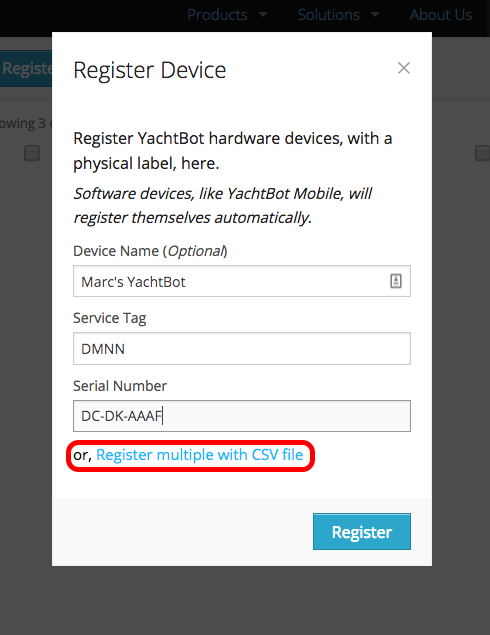 Products Solutions About Us
Register Device
Registe
owing 3
Register YachtBot hardware devices, with a
physical label, here.
Software devices, like YachtBot Mobile, will
register themselves automatically.
Device Name (Optional)
Marc's YachtBot
Service Tag
DMNN
Serial Number
DC-DK-AAAF
or, Register multiple with CSV file
Register